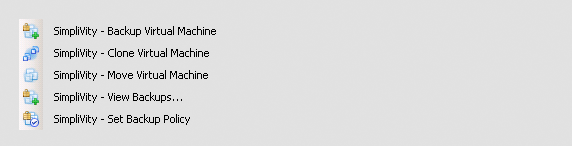 SimpliVity - Backup Virtual Machine
SimpliVity - Clone Virtual Machine
SimpliVity - Move Virtual Machine
SimpliVity - View Backups...
SimpliVity - Set Backup Policy